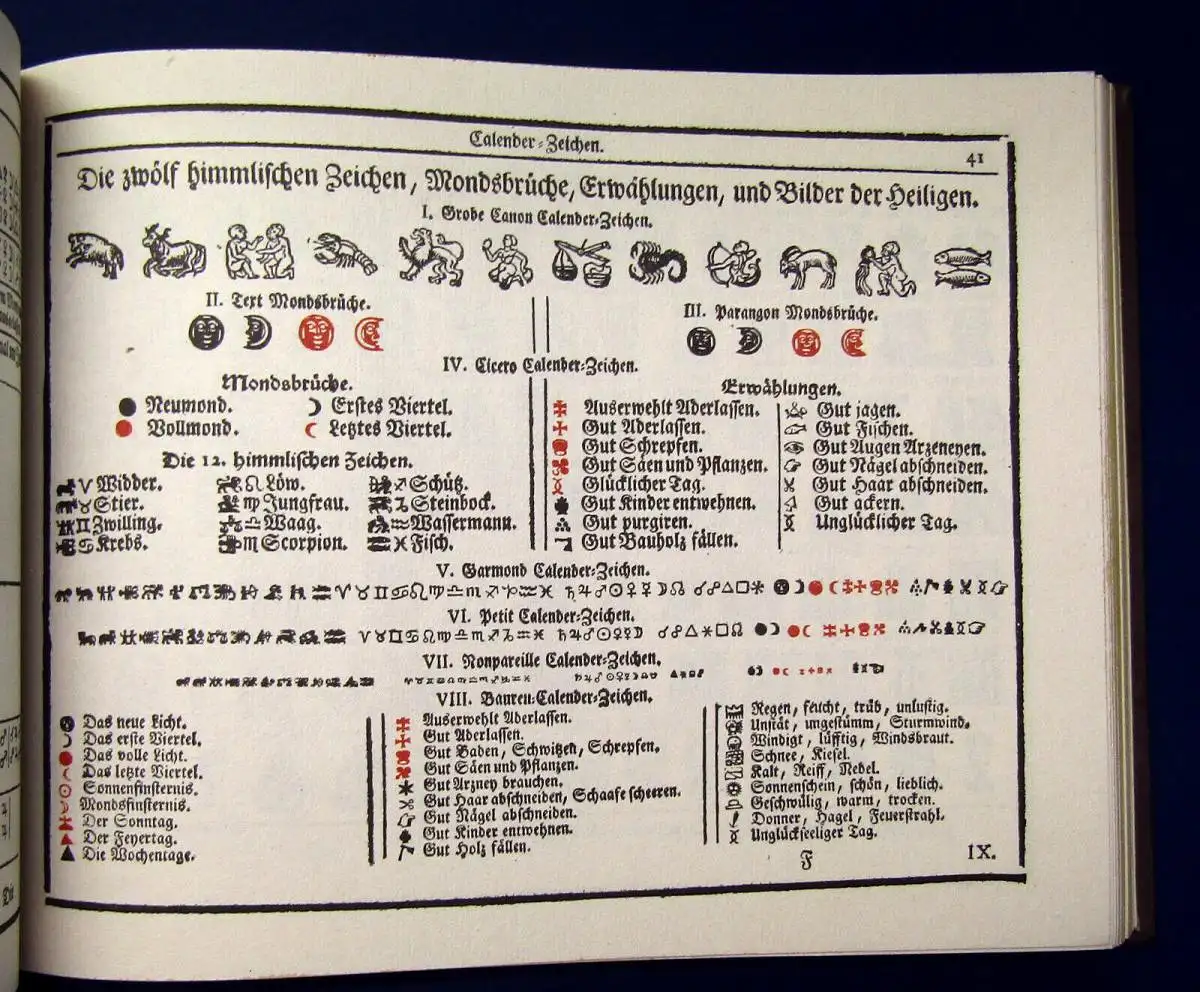 Calender-Zeichen.
41
Die zwölf himmlischen Zeichen, Mondsbrüche, Erwählungen, und Bilder der Heiligen.
I. Grobe Canon Calender-Zeichen.
II. Text Mondsbrüche.
III. Parangon Mondsbrüche.
IV. Cicero Calender-Zeichen.
Mondsbrüche.
● Neumond. ☽ Erstes Viertel.
● Vollmond. ☾ Letztes Viertel.
Die 12. himmlischen Zeichen.
♈ Widder. ♌ Löw. ♐ Schütz.
♉ Stier. ♍ Jungfrau. ♑ Steinbock.
♊ Zwilling. ♎ Waag. ♒ Wassermann.
♋ Krebs. ♏ Scorpion. ♓ Fisch.
Erwählungen.
Auserwehlt Aderlassen.
Gut Aderlassen.
Gut Schrepfen.
Gut Säen und Pflanzen.
Glücklicher Tag.
Gut Kinder entwehnen.
Gut purgiren.
Gut Bauholz fällen.
Gut jagen.
Gut Fischen.
Gut Augen Arzeneyen.
Gut Nägel abschneiden.
Gut Haar abschneiden.
Gut ackern.
Unglücklicher Tag.
V. Garmond Calender-Zeichen.
VI. Petit Calender-Zeichen.
VII. Nonpareille Calender-Zeichen.
VIII. Bauren-Calender-Zeichen.
Das neue Licht.
Das erste Viertel.
Das volle Licht.
Das letzte Viertel.
Sonnenfinsternis.
Mondsfinsternis.
Der Sonntag.
Der Feyertag.
Die Wochentage.
Auserwehlt Aderlassen.
Gut Aderlassen.
Gut Baden, Schwitzen, Schrepfen.
Gut Säen und Pflanzen.
Gut Arzney brauchen.
Gut Haar abschneiden, Schaafe scheeren.
Gut Nägel abschneiden.
Gut Kinder entwehnen.
Gut Holz fällen.
Regen, feucht, trüb, unlustig.
Unstät, ungestümm, Sturmwind.
Windigt, lüfftig, Windsbraut.
Schnee, Kiesel.
Kalt, Reiff, Nebel.
Sonnenschein, schön, lieblich.
Geschwülig, warm, trocken.
Donner, Hagel, Feuerstrahl.
Unglückseeliger Tag.
F
IX.
Die